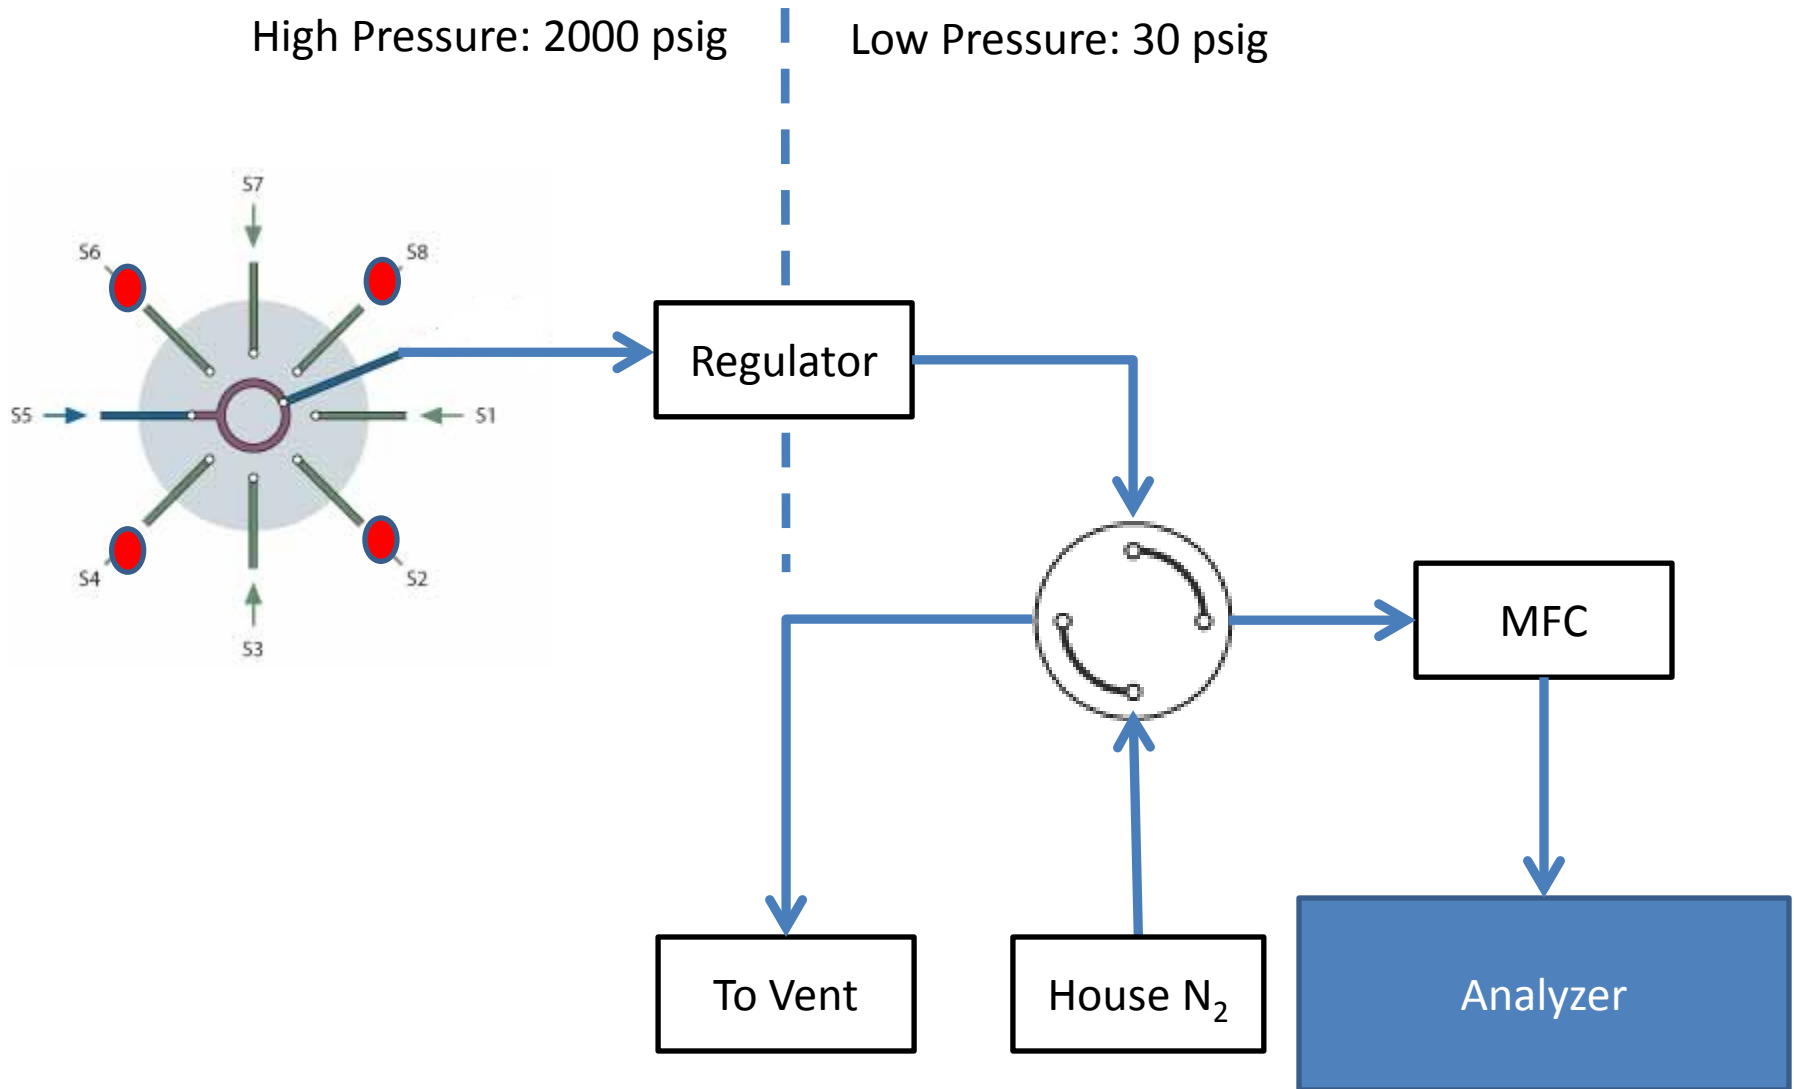 High Pressure: 2000 psig
Low Pressure: 30 psig
S7
S6
S8
S5
S1
S4
S2
S3
Regulator
MFC
To Vent
House N₂
Analyzer